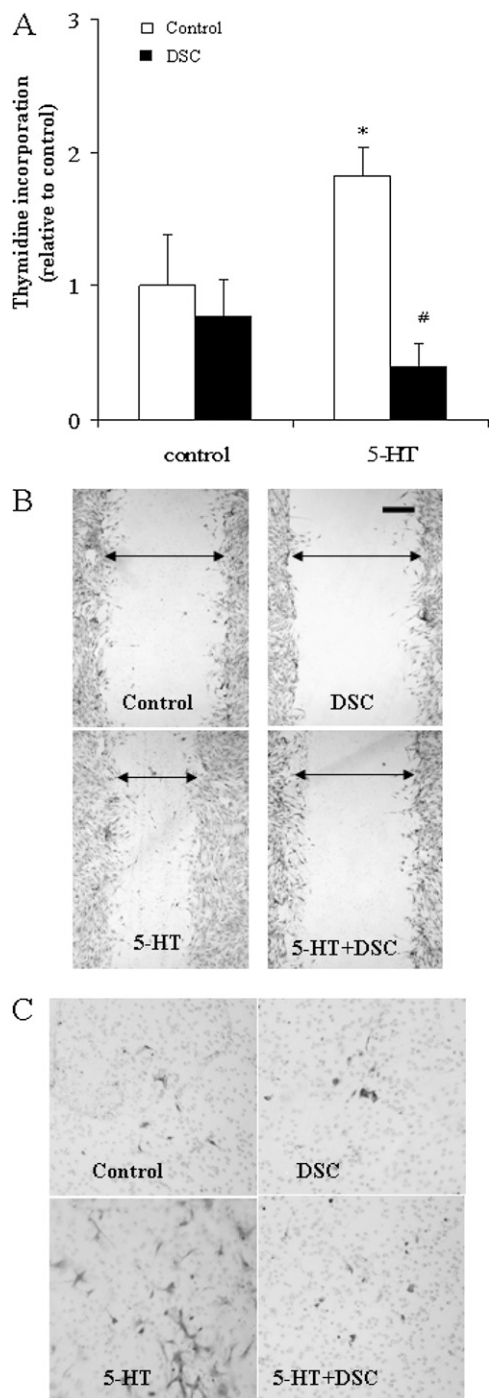 A
3
2
1
0
Thymidine incorporation
(relative to control)
Control
DSC
*
#
control
5-HT
B
Control
DSC
5-HT
5-HT+DSC
C
Control
DSC
5-HT
5-HT+DSC